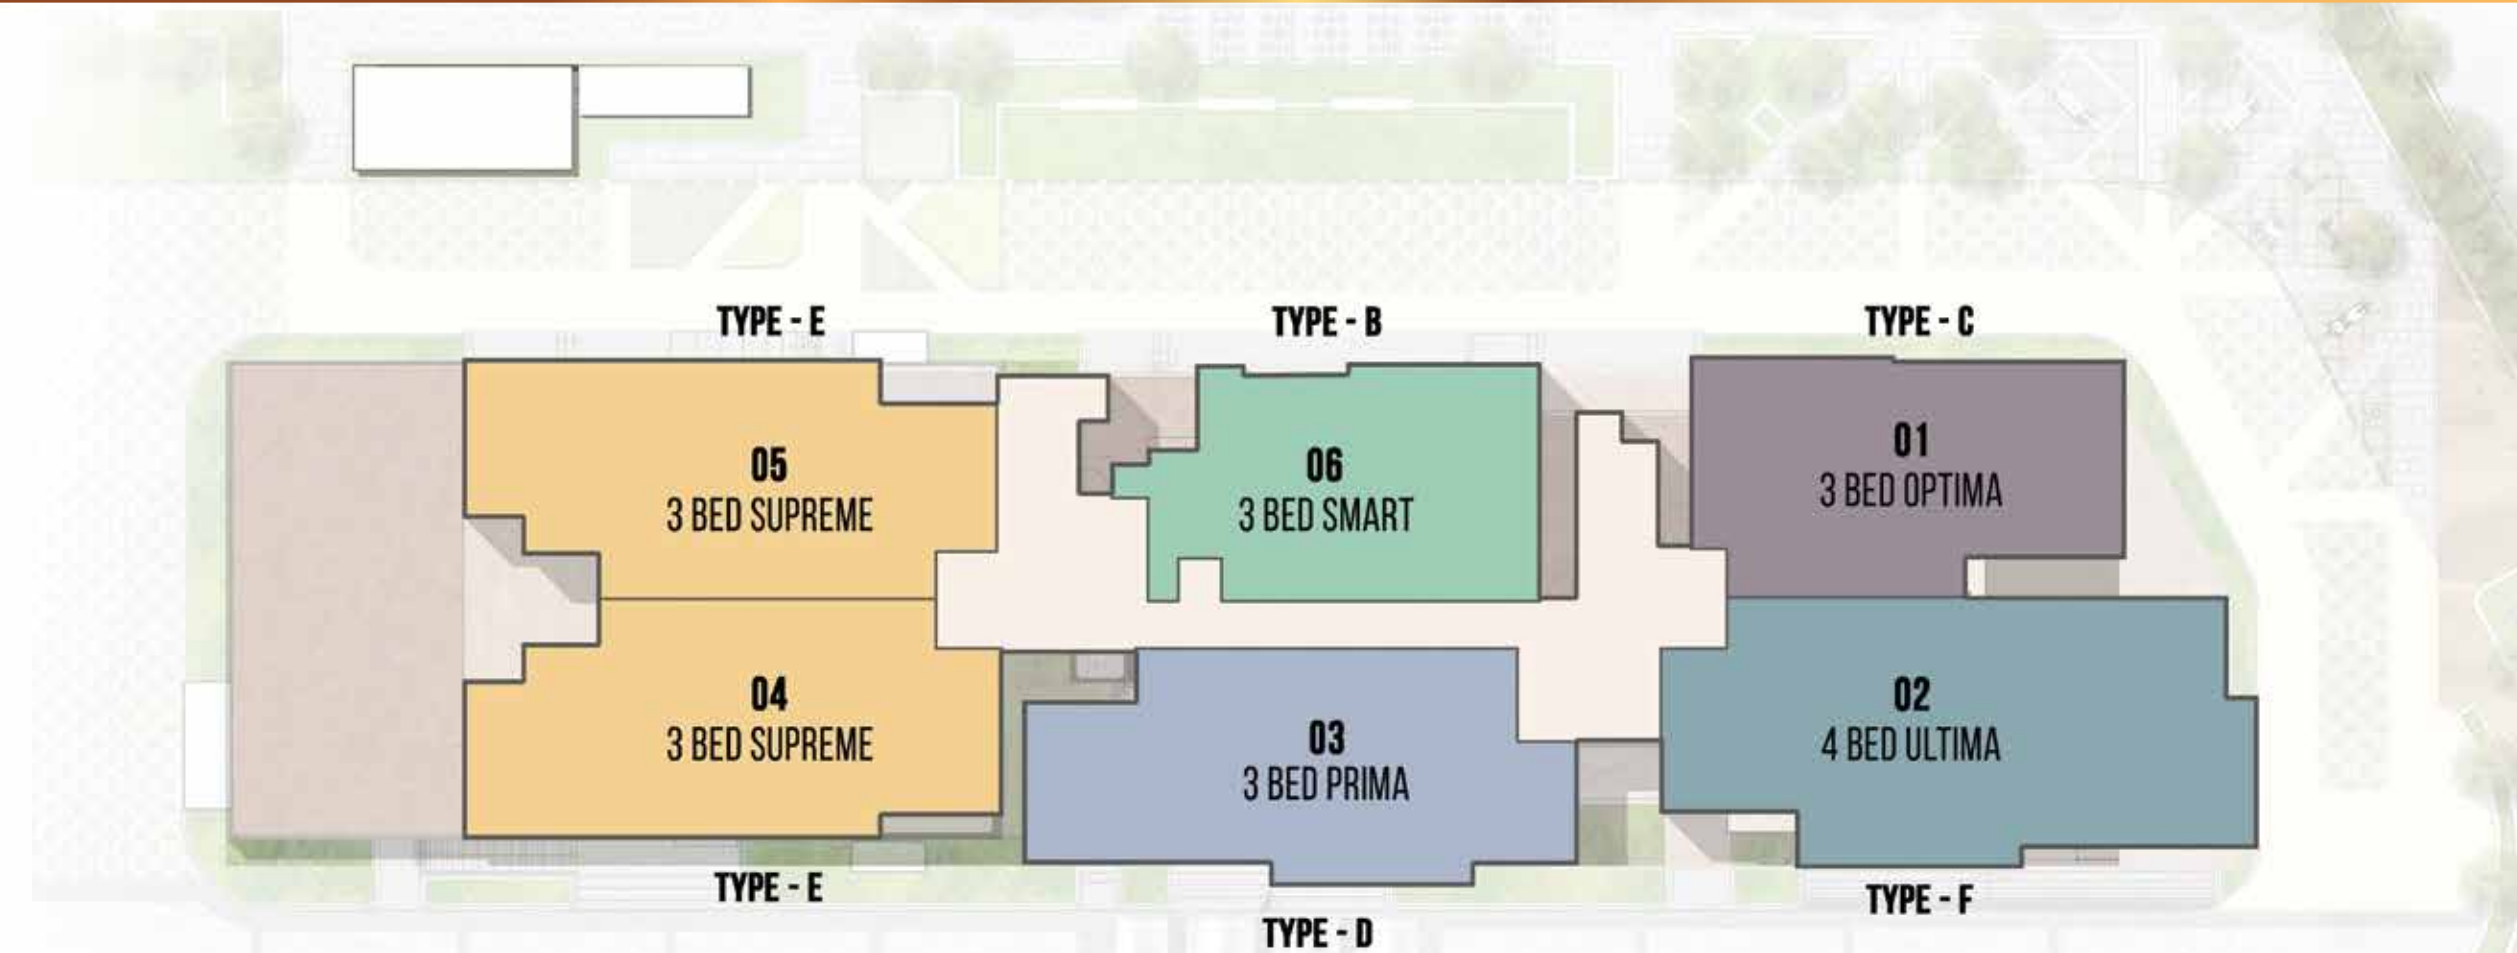 TYPE - E
TYPE - B
TYPE - C
05
3 BED SUPREME
06
3 BED SMART
01
3 BED OPTIMA
04
3 BED SUPREME
03
3 BED PRIMA
02
4 BED ULTIMA
TYPE - E
TYPE - D
TYPE - F